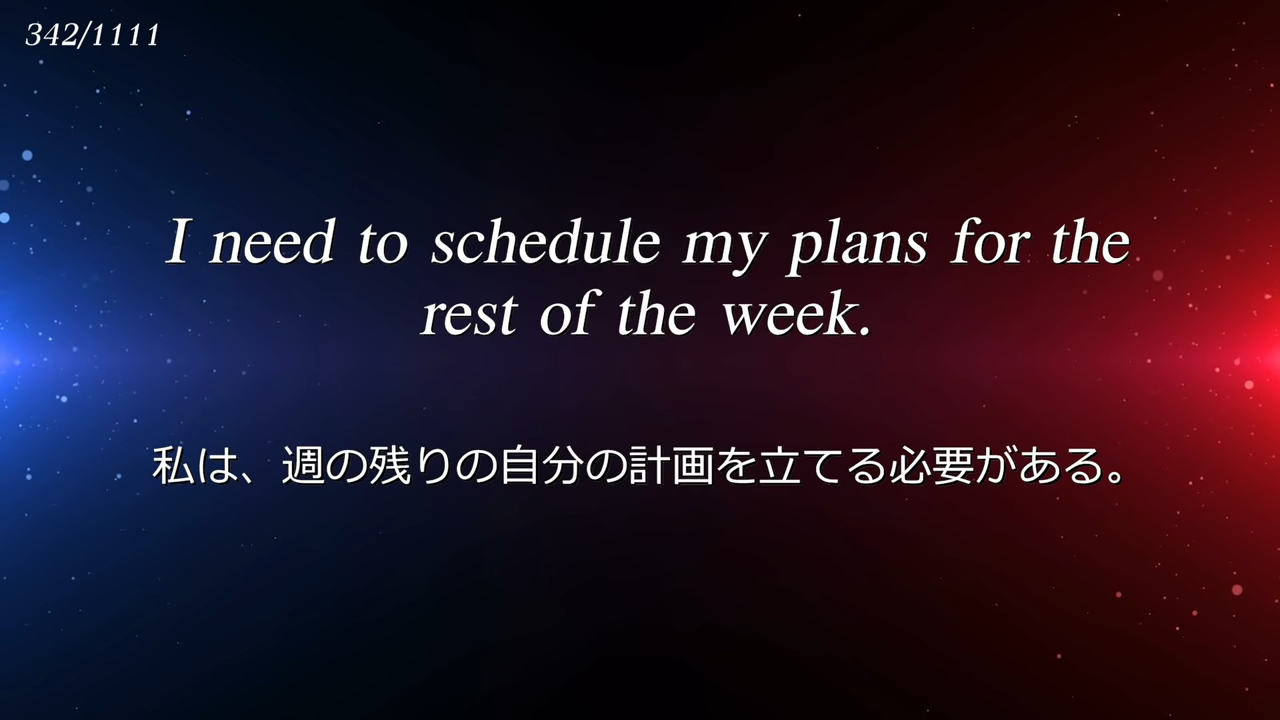 342/1111
I need to schedule my plans for the
rest of the week.
私は、週の残りの自分の計画を立てる必要がある。